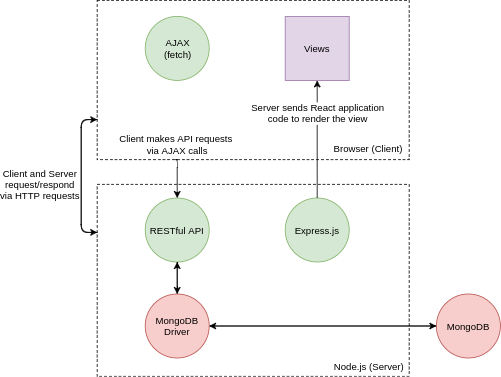 AJAX
(fetch)
Views
Server sends React application
code to render the view
Client makes API requests
via AJAX calls
Browser (Client)
Client and Server
request/respond
via HTTP requests
RESTful API
Express.js
MongoDB
Driver
MongoDB
Node.js (Server)